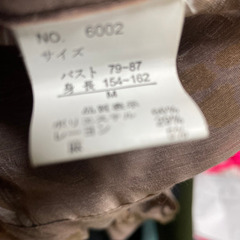 NO. 6002
サイズ
バスト 79-87
身長 154-162
M
品質表示
ポリエステル
レーヨン 29%